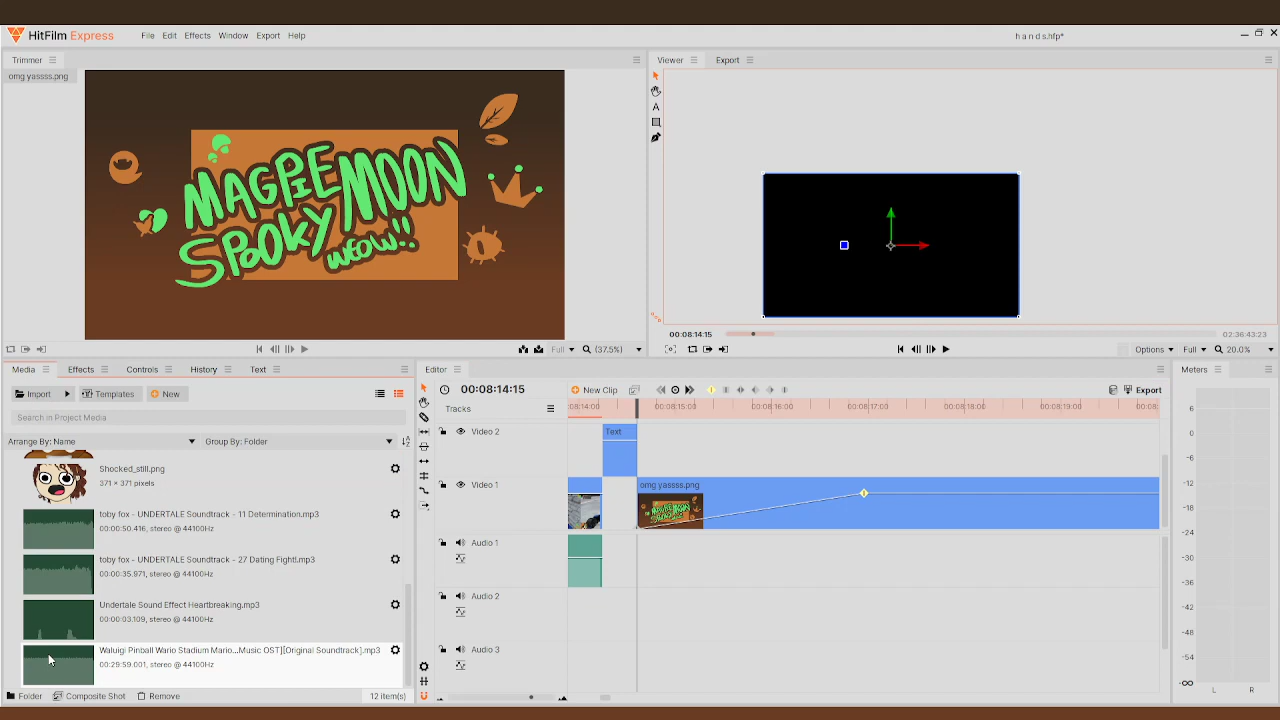 HitFilm Express
File Edit Effects Window Export Help
h a n d s.hfp*
Trimmer
Viewer Export
omg yassss.png
MAGPIE MOON
SPOOKY MOON
WEOW!!
00:08:14:15
02:36:43:23
Full (37.5%)
Options Full 20.0%
Media Effects Controls History Text
Editor
Meters
Import Templates New
00:08:14:15
New Clip
Export
Search in Project Media
Tracks
:08:14:00 00:08:15:00 00:08:16:00 00:08:17:00 00:08:18:00 00:08:19:00 00:08:
Arrange By: Name Group By: Folder
Video 2
Text
Shocked_still.png
371 × 371 pixels
Video 1
omg yassss.png
toby fox - UNDERTALE Soundtrack - 11 Determination.mp3
00:00:50.416, stereo @ 44100Hz
Audio 1
toby fox - UNDERTALE Soundtrack - 27 Dating Fight!.mp3
00:00:35.971, stereo @ 44100Hz
Audio 2
Undertale Sound Effect Heartbreaking.mp3
00:00:03.109, stereo @ 44100Hz
Audio 3
Waluigi Pinball Wario Stadium Mario...Music OST][Original Soundtrack].mp3
00:29:59.001, stereo @ 44100Hz
Folder Composite Shot Remove 12 item(s)
6
0
-6
-12
-18
-24
-30
-36
-42
-48
-54
-∞
L R